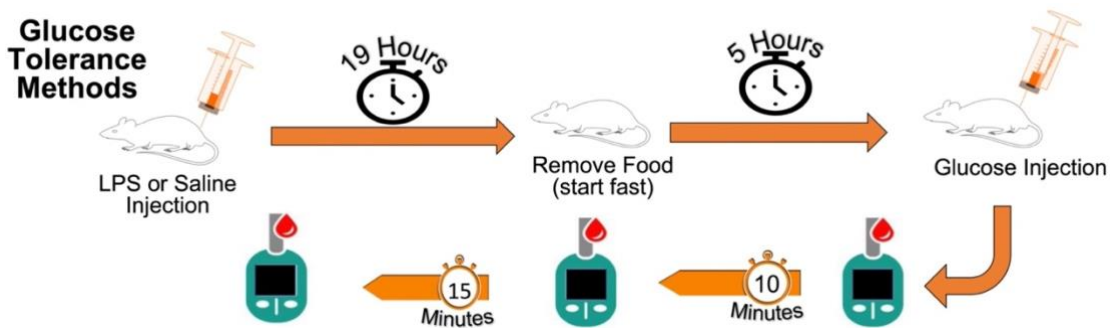 Glucose
Tolerance
Methods
19 Hours
5 Hours
LPS or Saline
Injection
Remove Food
(start fast)
Glucose Injection
15
Minutes
10
Minutes